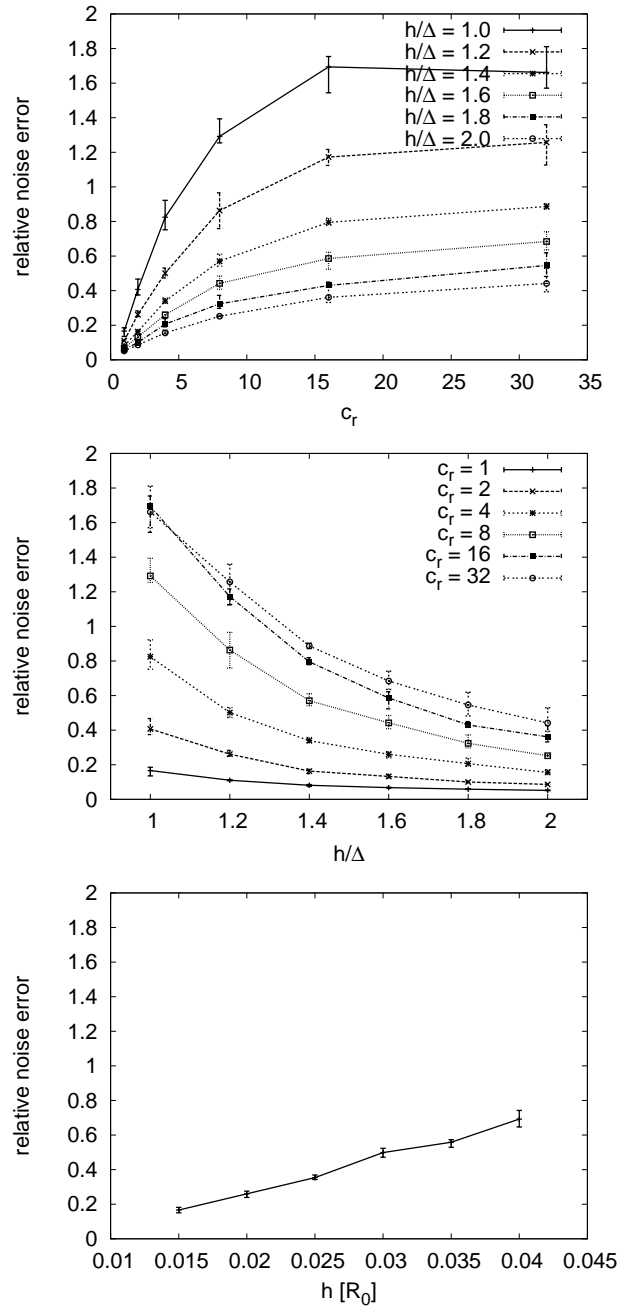 2
1.8
1.6
1.4
1.2
1
0.8
0.6
0.4
0.2
0
relative noise error
h/Δ = 1.0
h/Δ = 1.2
h/Δ = 1.4
h/Δ = 1.6
h/Δ = 1.8
h/Δ = 2.0
0 5 10 15 20 25 30 35
c_r
2
1.8
1.6
1.4
1.2
1
0.8
0.6
0.4
0.2
0
relative noise error
c_r = 1
c_r = 2
c_r = 4
c_r = 8
c_r = 16
c_r = 32
1 1.2 1.4 1.6 1.8 2
h/Δ
2
1.8
1.6
1.4
1.2
1
0.8
0.6
0.4
0.2
0
relative noise error
0.01 0.015 0.02 0.025 0.03 0.035 0.04 0.045
h [R_0]